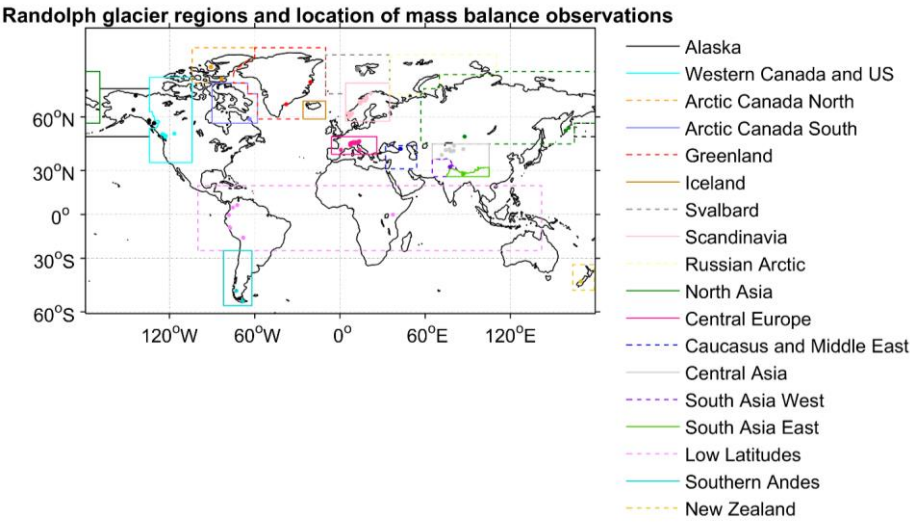 Randolph glacier regions and location of mass balance observations
60°N
30°N
0°
30°S
60°S
120°W
60°W
0°
60°E
120°E
Alaska
Western Canada and US
Arctic Canada North
Arctic Canada South
Greenland
Iceland
Svalbard
Scandinavia
Russian Arctic
North Asia
Central Europe
Caucasus and Middle East
Central Asia
South Asia West
South Asia East
Low Latitudes
Southern Andes
New Zealand